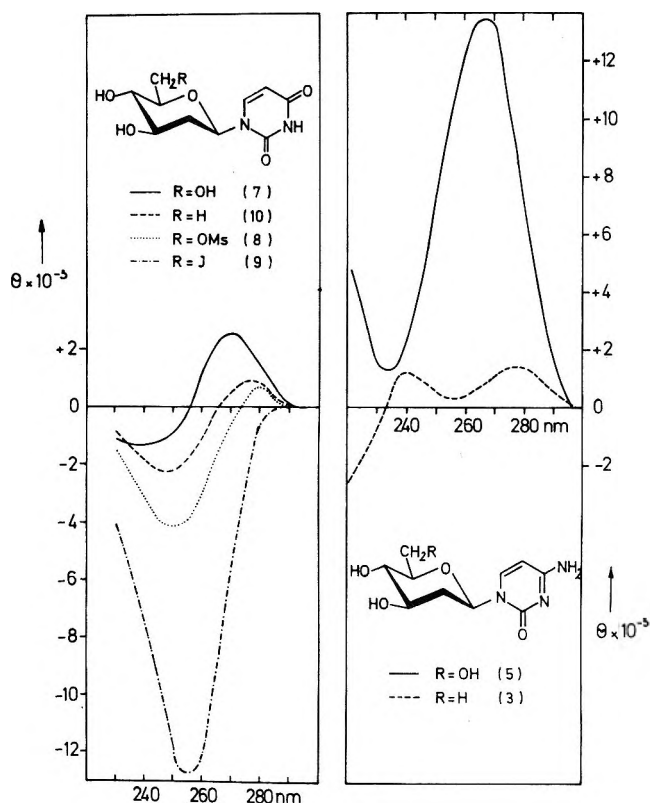 CH₂R
HO
O
HO
N
NH
O
O
R=OH (7)
R=H (10)
R=OMs (8)
R=J (9)
θ×10⁻³
+2
0
-2
-4
-6
-8
-10
-12
240 260 280 nm
+12
+10
+8
+6
+4
+2
0
-2
240 260 280 nm
CH₂R
HO
O
HO
N
N
NH₂
O
R=OH (5)
R=H (3)
θ×10⁻³